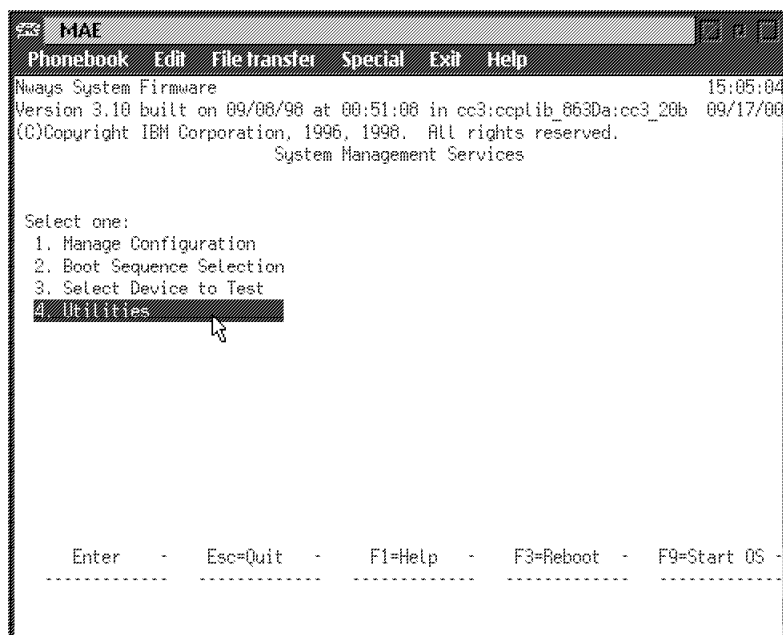 MAE
Phonebook Edit File transfer Special Exit Help
Nways System Firmware 15:05:04
Version 3.10 built on 09/08/98 at 00:51:08 in cc3:ccplib_863Da:cc3_20b 09/17/00
(C)Copyright IBM Corporation, 1996, 1998. All rights reserved.
System Management Services
Select one:
1. Manage Configuration
2. Boot Sequence Selection
3. Select Device to Test
4. Utilities
Enter - Esc=Quit - F1=Help - F3=Reboot - F9=Start OS -